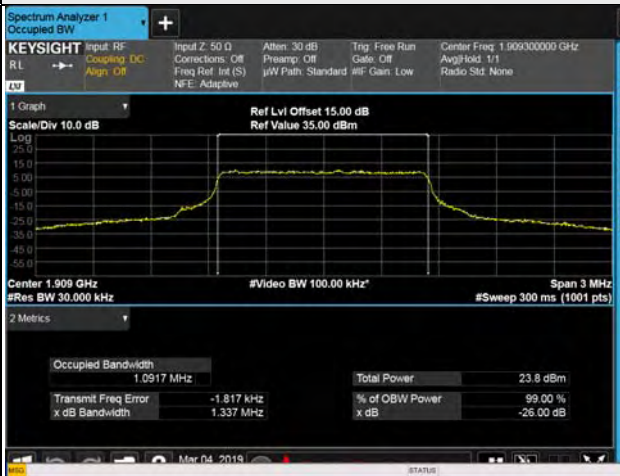 Spectrum Analyzer 1
Occupied BW
KEYSIGHT
RL
LXI
Input: RF
Coupling: DC
Align: Off
Input Z: 50 Ω
Corrections: Off
Freq Ref: Int (S)
NFE: Adaptive
Atten: 30 dB
Preamp: Off
µW Path: Standard
Trig: Free Run
Gate: Off
#IF Gain: Low
Center Freq: 1.909300000 GHz
Avg|Hold: 1/1
Radio Std: None
1 Graph
Scale/Div 10.0 dB
Ref Lvl Offset 15.00 dB
Ref Value 35.00 dBm
Log
25.0
15.0
5.00
-5.00
-15.0
-25.0
-35.0
-45.0
-55.0
Center 1.909 GHz
#Res BW 30.000 kHz
#Video BW 100.00 kHz*
Span 3 MHz
#Sweep 300 ms (1001 pts)
2 Metrics
Occupied Bandwidth
1.0917 MHz
Total Power 23.8 dBm
Transmit Freq Error -1.817 kHz
% of OBW Power 99.00 %
x dB Bandwidth 1.337 MHz
x dB -26.00 dB
Mar 04, 2019
MSG
STATUS